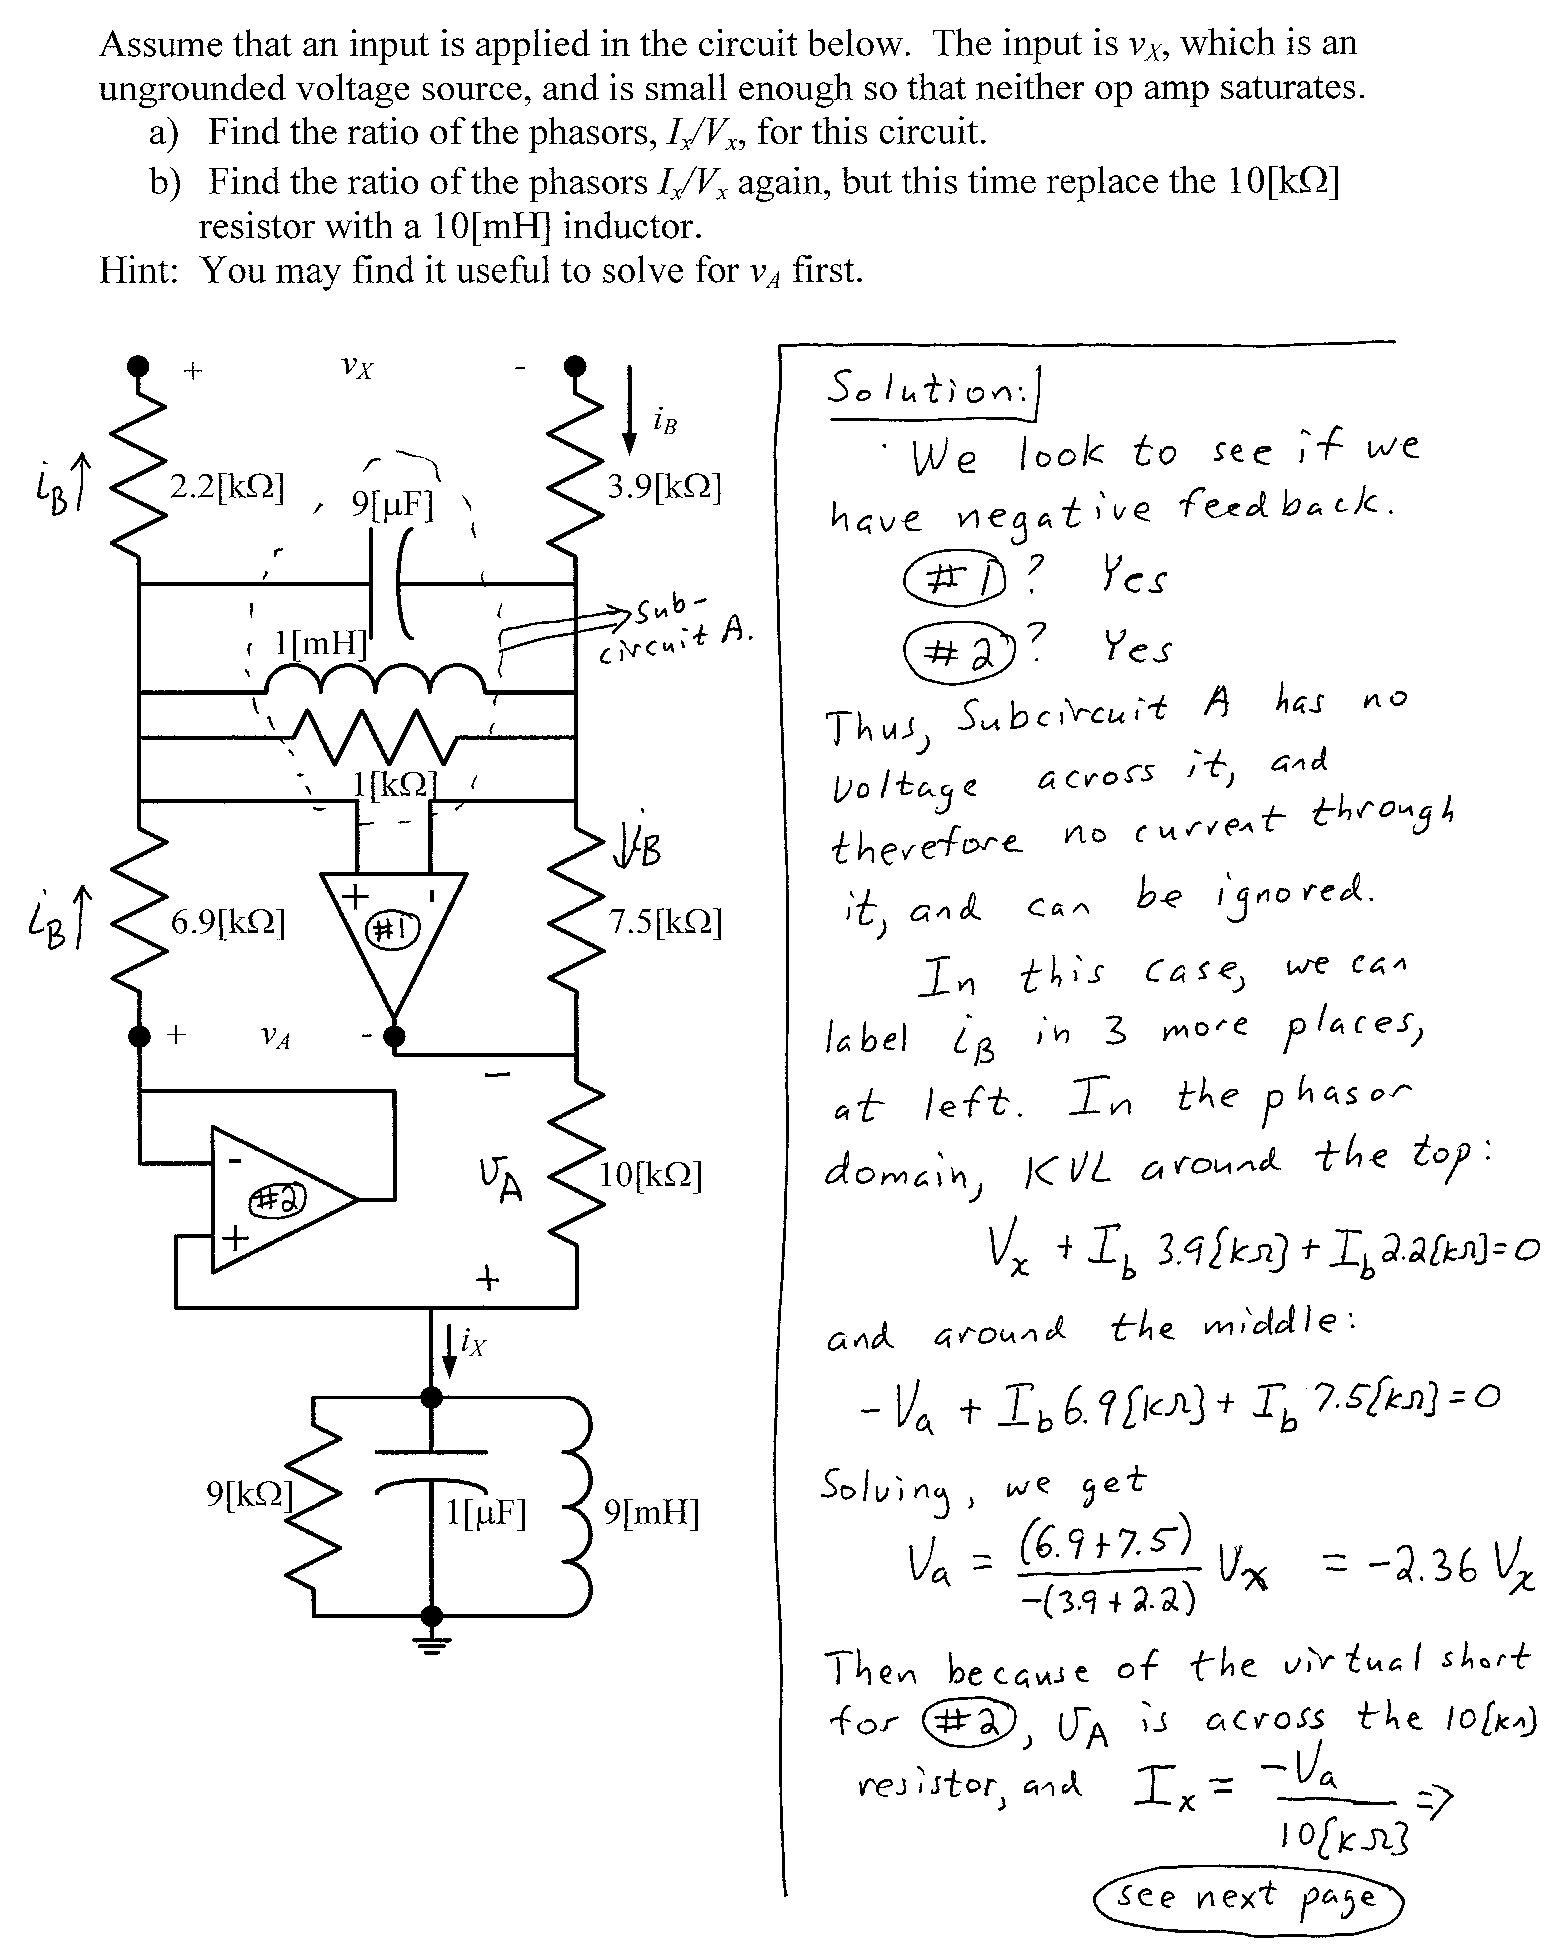 Assume that an input is applied in the circuit below. The input is vX, which is an
ungrounded voltage source, and is small enough so that neither op amp saturates.
a) Find the ratio of the phasors, Ix/Vx, for this circuit.
b) Find the ratio of the phasors Ix/Vx again, but this time replace the 10[kΩ]
resistor with a 10[mH] inductor.
Hint: You may find it useful to solve for vA first.
+ vX -
iB
iB
2.2[kΩ]
9[μF]
3.9[kΩ]
1[mH]
Sub-
circuit A.
1[kΩ]
iB
iB
+ -
#1
6.9[kΩ]
7.5[kΩ]
+ vA -
−
-
#2
+
vA
10[kΩ]
+
iX
9[kΩ]
1[μF]
9[mH]
Solution:
We look to see if we
have negative feedback.
#1? Yes
#2? Yes
Thus, Subcircuit A has no
voltage across it, and
therefore no current through
it, and can be ignored.
In this case, we can
label iB in 3 more places,
at left. In the phasor
domain, KVL around the top:
Vx + Ib 3.9[kΩ] + Ib 2.2[kΩ] = 0
and around the middle:
-Va + Ib 6.9[kΩ] + Ib 7.5[kΩ] = 0
Solving, we get
Va = (6.9+7.5)/-(3.9+2.2) Vx = -2.36 Vx
Then because of the virtual short
for #2, vA is across the 10[kΩ]
resistor, and Ix = -Va/10[kΩ] ⇒
see next page